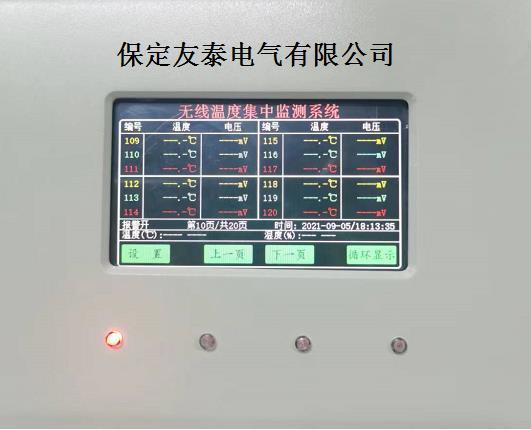 保定友泰电气有限公司
无线温度集中监测系统
编号 温度 电压 编号 温度 电压
109 ---.-℃ ----mV 115 ---.-℃ ----mV
110 ---.-℃ ----mV 116 ---.-℃ ----mV
111 ---.-℃ ----mV 117 ---.-℃ ----mV
112 ---.-℃ ----mV 118 ---.-℃ ----mV
113 ---.-℃ ----mV 119 ---.-℃ ----mV
114 ---.-℃ ----mV 120 ---.-℃ ----mV
报警开 第10页/共20页 时间: 2021-09-05/18:13:35
温度(℃):--- ---- 湿度(%):--- ---
设置 上一页 下一页 循环显示